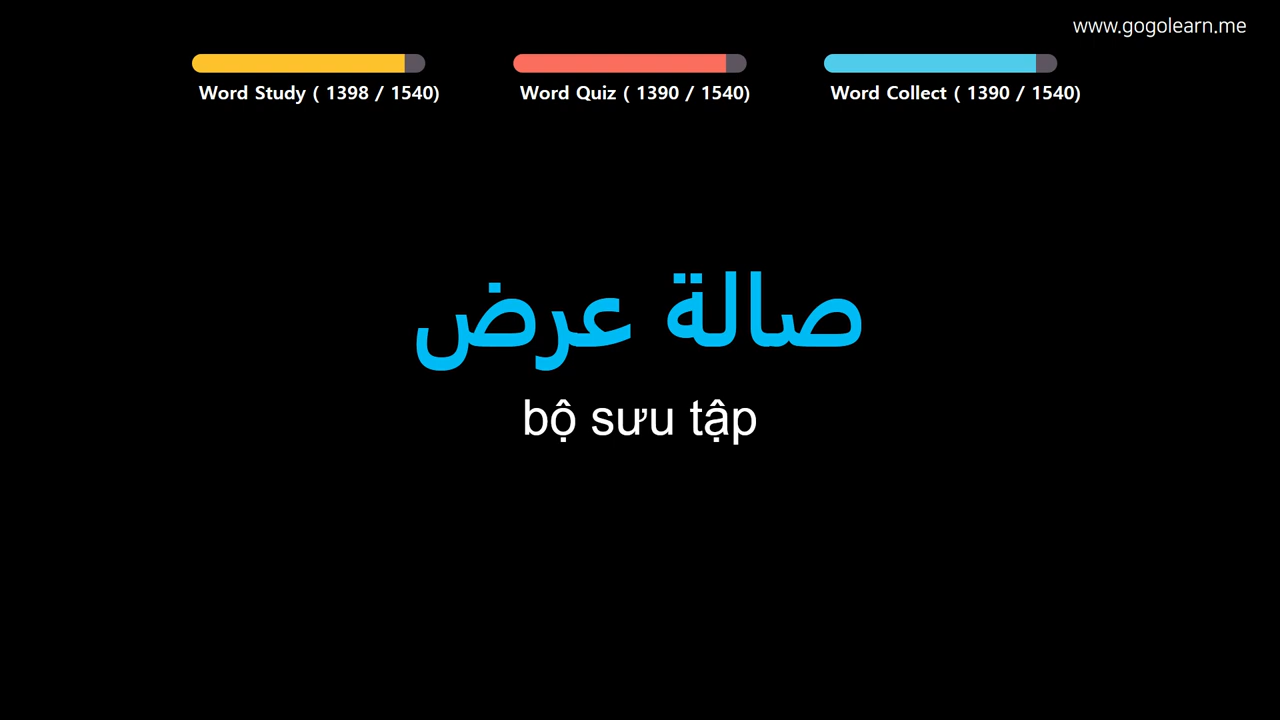 www.gogolearn.me
Word Study ( 1398 / 1540)
Word Quiz ( 1390 / 1540)
Word Collect ( 1390 / 1540)
صالة عرض
bộ sưu tập